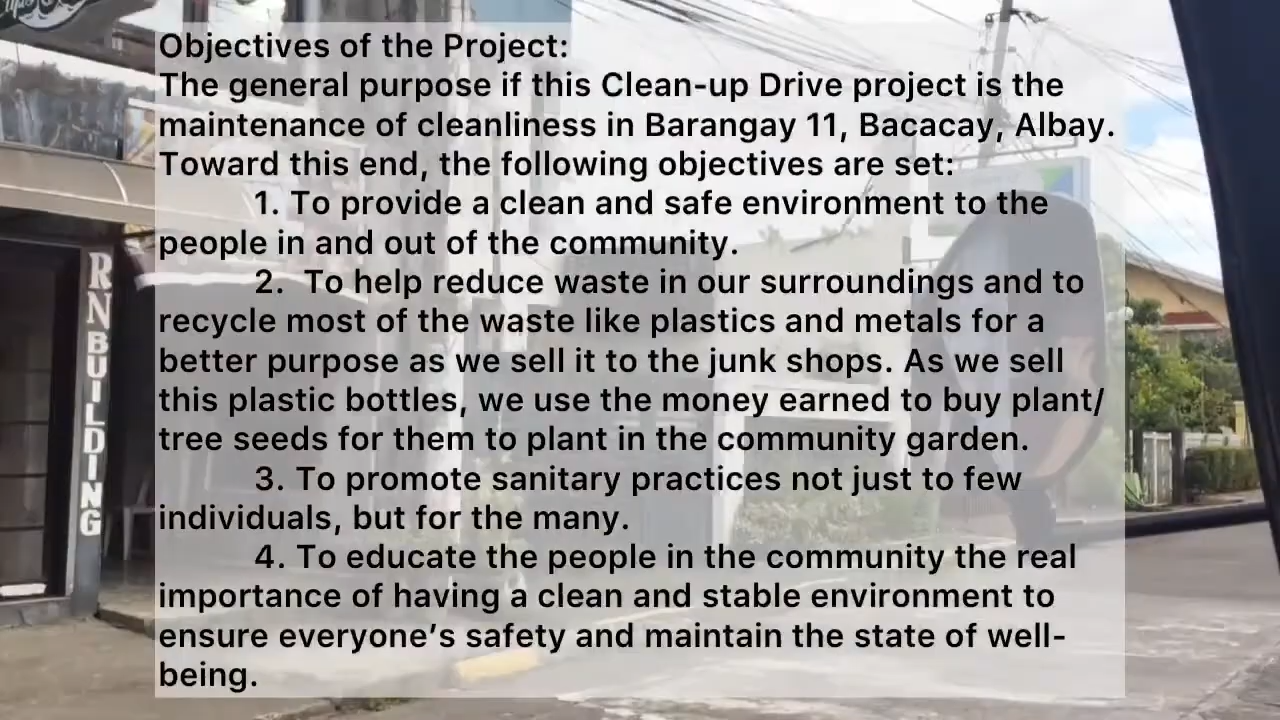 Objectives of the Project:
The general purpose if this Clean-up Drive project is the
maintenance of cleanliness in Barangay 11, Bacacay, Albay.
Toward this end, the following objectives are set:
1. To provide a clean and safe environment to the
people in and out of the community.
2. To help reduce waste in our surroundings and to
recycle most of the waste like plastics and metals for a
better purpose as we sell it to the junk shops. As we sell
this plastic bottles, we use the money earned to buy plant/
tree seeds for them to plant in the community garden.
3. To promote sanitary practices not just to few
individuals, but for the many.
4. To educate the people in the community the real
importance of having a clean and stable environment to
ensure everyone’s safety and maintain the state of well-
being.
RN BUILDING